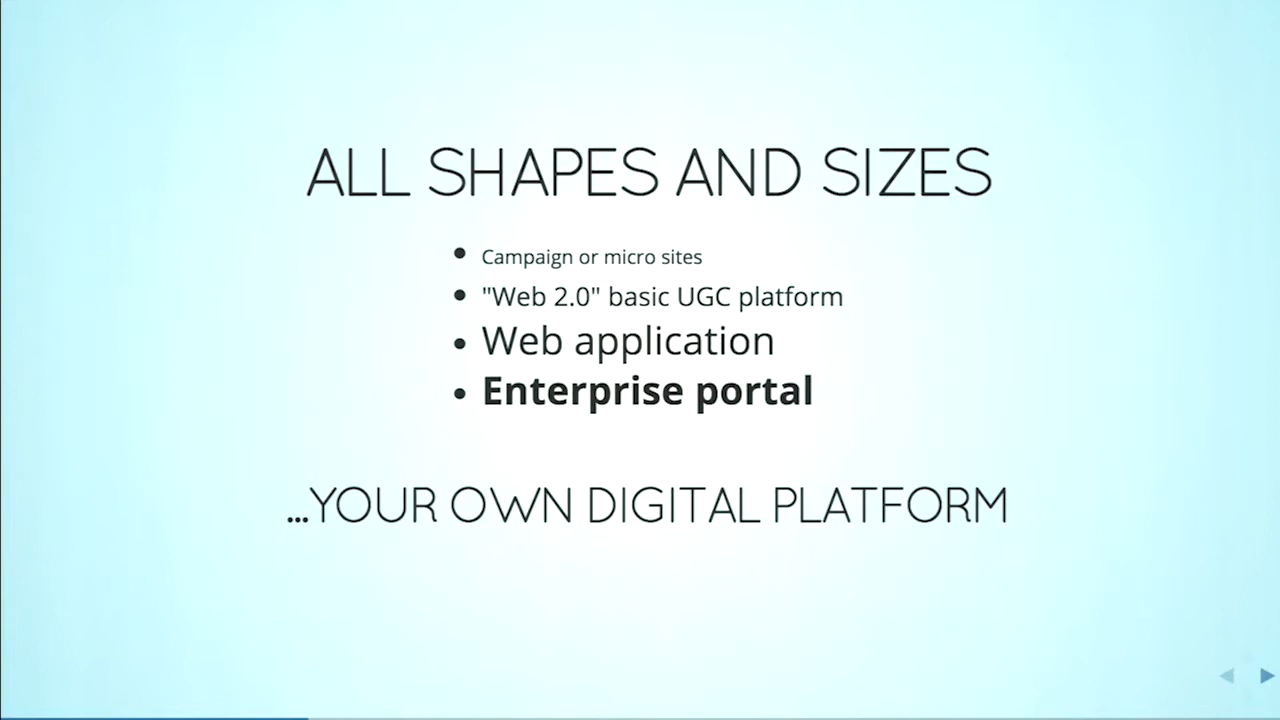 ALL SHAPES AND SIZES
Campaign or micro sites
"Web 2.0" basic UGC platform
Web application
Enterprise portal
...YOUR OWN DIGITAL PLATFORM